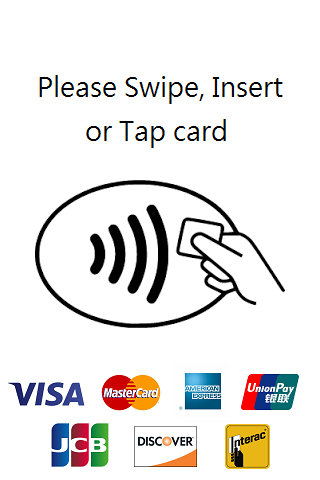 Please Swipe, Insert
or Tap card
VISA
MasterCard
AMERICAN
EXPRESS
UnionPay
银联
JCB
DISCOVER
Interac